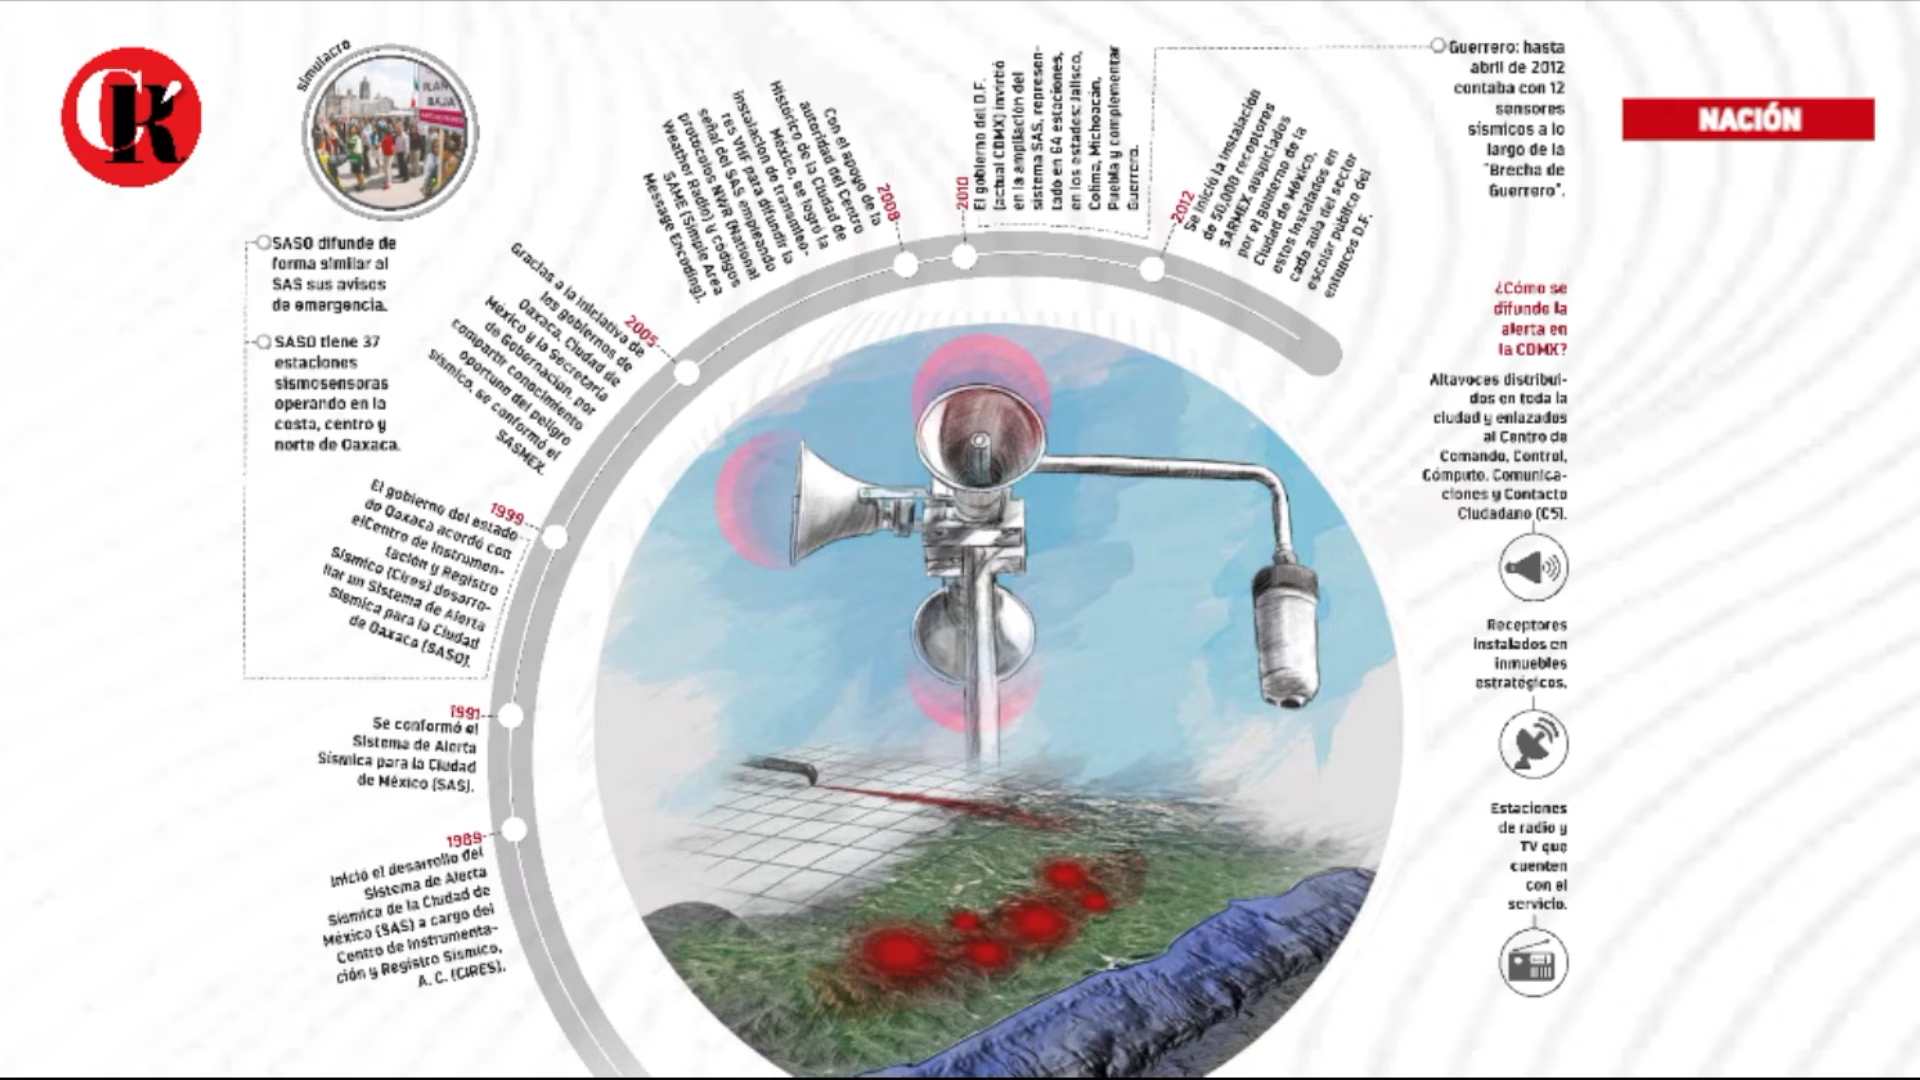 CR
NACIÓN
simulacro
SASO difunde de
forma similar al
SAS sus avisos
de emergencia.
SASO tiene 37
estaciones
sismosensoras
operando en la
costa, centro y
norte de Oaxaca.
1989
Inició el desarrollo del
Sistema de Alerta
Sísmica de la Ciudad de
México (SAS) a cargo del
Centro de Instrumenta-
ción y Registro Sísmico,
A. C. (CIRES).
1991
Se conformó el
Sistema de Alerta
Sísmica para la Ciudad
de México (SAS).
1999
El gobierno del estado
de Oaxaca acordó con
elCentro de Instrumen-
tación y Registro
Sísmico (Cires) desarro-
llar un Sistema de Alerta
Sísmica para la Ciudad
de Oaxaca (SASO).
2005
Gracias a la iniciativa de
los gobiernos de
Oaxaca, Ciudad de
México y la Secretaría
de Gobernación, por
compartir conocimiento
oportuno del peligro
sísmico, se conformó el
SASMEX.
2008
Con el apoyo de la
autoridad del Centro
Histórico de la Ciudad de
México, se logró la
instalación de transmiso-
res VHF para difundir la
señal del SAS empleando
protocolos NWR (National
Weather Radio) y códigos
SAME (Simple Area
Message Encoding).
2010
El gobierno del D.F.
(actual CDMX) invirtió
en la ampliación del
sistema SAS, represen-
tado en 64 estaciones,
en los estados: Jalisco,
Colima, Michoacán,
Puebla y complementar
Guerrero.
2012
Se inició la instalación
de 50,000 receptores
SARMEX auspiciados
por el gobierno de la
Ciudad de México,
estos instalados en
cada aula del sector
escolar público del
entonces D.F.
Guerrero: hasta
abril de 2012
contaba con 12
sensores
sísmicos a lo
largo de la
"Brecha de
Guerrero".
¿Cómo se
difunde la
alerta en
la CDMX?
Altavoces distribui-
dos en toda la
ciudad y enlazados
al Centro de
Comando, Control,
Cómputo, Comunica-
ciones y Contacto
Ciudadano (C5).
Receptores
instalados en
inmuebles
estratégicos.
Estaciones
de radio y
TV que
cuenten
con el
servicio.